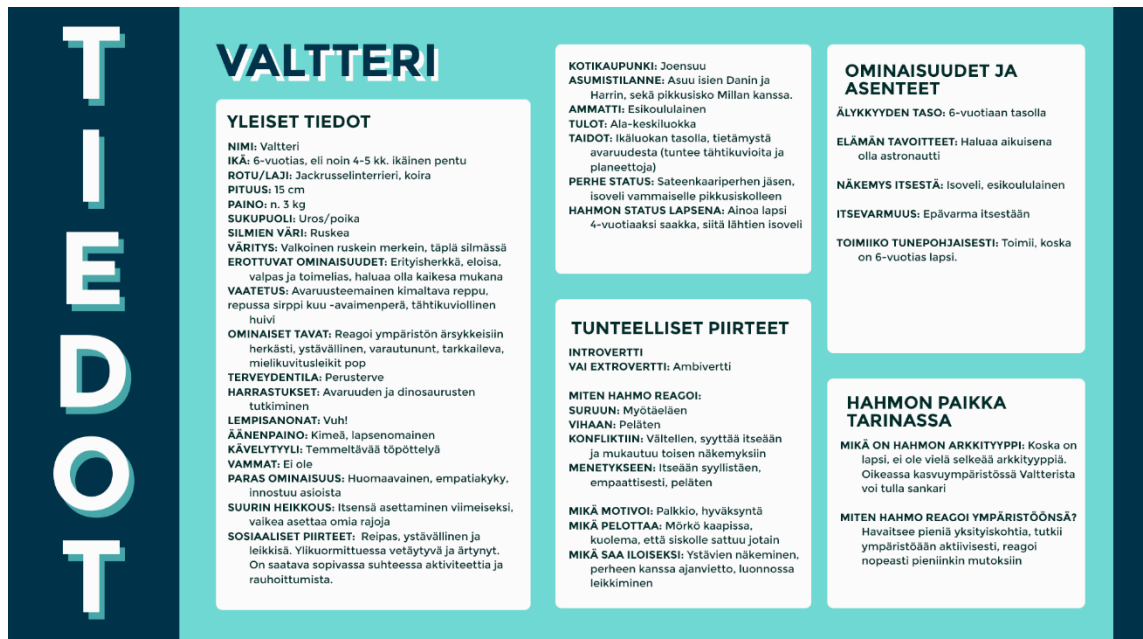 TIEDOT
VALTTERI
YLEISET TIEDOT
NIMI: Valtteri
IKÄ: 6-vuotias, eli noin 4-5 kk. ikäinen pentu
ROTU/LAJI: Jackrusselinterrieri, koira
PITUUS: 15 cm
PAINO: n. 3 kg
SUKUPUOLI: Uros/poika
SILMIEN VÄRI: Ruskea
VÄRITYS: Valkoinen ruskein merkein, täplä silmässä
EROTTUVAT OMINAISUUDET: Erityisherkkä, eloisa,
valpas ja toimelias, haluaa olla kaikesa mukana
VAATETUS: Avaruusteemainen kimaltava reppu,
repussa sirppi kuu -avaimenperä, tähtikuviollinen
huivi
OMINAISET TAVAT: Reagoi ympäristön ärsykkeisiin
herkästi, ystävällinen, varautununt, tarkkaileva,
mielikuvitusleikit pop
TERVEYDENTILA: Perusterve
HARRASTUKSET: Avaruuden ja dinosaurusten
tutkiminen
LEMPISANONAT: Vuh!
ÄÄNENPAINO: Kimeä, lapsenomainen
KÄVELYTYYLI: Temmeltävää töpöttelyä
VAMMAT: Ei ole
PARAS OMINAISUUS: Huomaavainen, empatiakyky,
innostuu asioista
SUURIN HEIKKOUS: Itsensä asettaminen viimeiseksi,
vaikea asettaa omia rajoja
SOSIAALISET PIIRTEET: Reipas, ystävällinen ja
leikkisä. Ylikuormittuessa vetäytyvä ja ärtynyt.
On saatava sopivassa suhteessa aktiviteettia ja
rauhoittumista.
KOTIKAUPUNKI: Joensuu
ASUMISTILANNE: Asuu isien Danin ja
Harrin, sekä pikkusisko Millan kanssa.
AMMATTI: Esikoululainen
TULOT: Ala-keskiluokka
TAIDOT: Ikäluokan tasolla, tietämystä
avaruudesta (tuntee tähtikuvioita ja
planeettoja)
PERHE STATUS: Sateenkaariperhen jäsen,
isoveli vammaiselle pikkusiskolleen
HAHMON STATUS LAPSENA: Ainoa lapsi
4-vuotiaaksi saakka, siitä lähtien isoveli
TUNTEELLISET PIIRTEET
INTROVERTTI
VAI EXTROVERTTI: Ambivertti
MITEN HAHMO REAGOI:
SURUUN: Myötäeläen
VIHAAN: Peläten
KONFLIKTIIN: Vältellen, syyttää itseään
ja mukautuu toisen näkemyksiin
MENETYKSEEN: Itseään syyllistäen,
empaattisesti, peläten
MIKÄ MOTIVOI: Palkkio, hyväksyntä
MIKÄ PELOTTAA: Mörkö kaapissa,
kuolema, että siskolle sattuu jotain
MIKÄ SAA ILOISEKSI: Ystävien näkeminen,
perheen kanssa ajanvietto, luonnossa
leikkiminen
OMINAISUUDET JA
ASENTEET
ÄLYKKYYDEN TASO: 6-vuotiaan tasolla
ELÄMÄN TAVOITTEET: Haluaa aikuisena
olla astronautti
NÄKEMYS ITSESTÄ: Isoveli, esikoululainen
ITSEVARMUUS: Epävarma itsestään
TOIMIIKO TUNEPOHJAISESTI: Toimii, koska
on 6-vuotias lapsi.
HAHMON PAIKKA
TARINASSA
MIKÄ ON HAHMON ARKKITYYPPI: Koska on
lapsi, ei ole vielä selkeää arkkityyppiä.
Oikeassa kasvuympäristössä Valtterista
voi tulla sankari
MITEN HAHMO REAGOI YMPÄRISTÖÖNSÄ?
Havaitsee pieniä yksityiskohtia, tutkii
ympäristöään aktiivisesti, reagoi
nopeasti pieniinkin mutoksiin